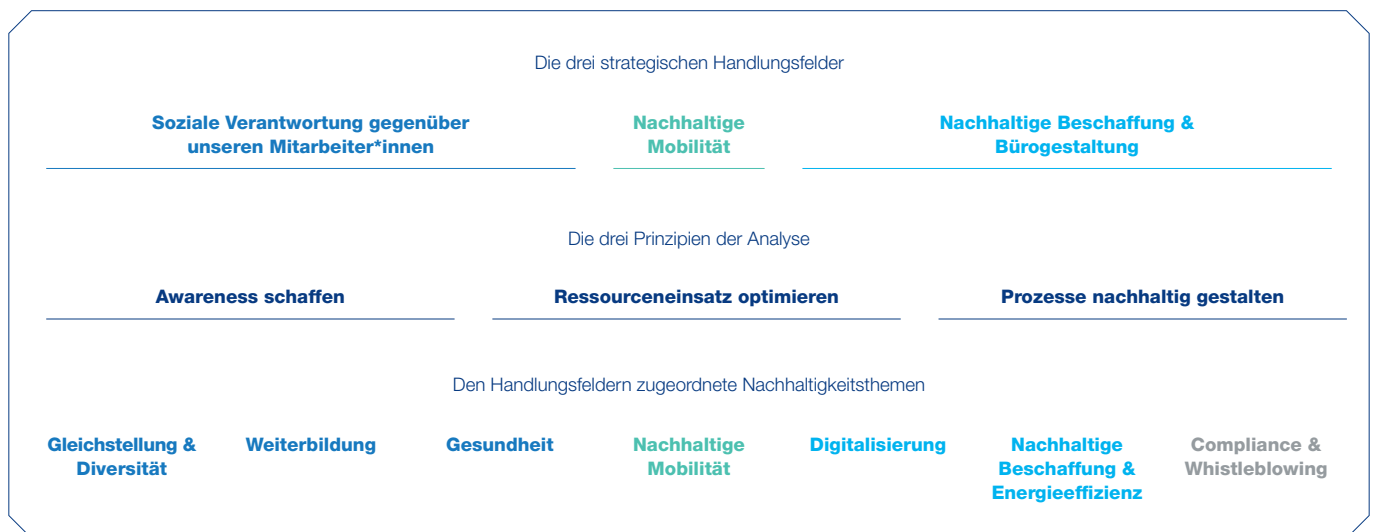 Die drei strategischen Handlungsfelder
Soziale Verantwortung gegenüber
unseren Mitarbeiter*innen
Nachhaltige
Mobilität
Nachhaltige Beschaffung &
Bürogestaltung
Die drei Prinzipien der Analyse
Awareness schaffen
Ressourceneinsatz optimieren
Prozesse nachhaltig gestalten
Den Handlungsfeldern zugeordnete Nachhaltigkeitsthemen
Gleichstellung &
Diversität
Weiterbildung
Gesundheit
Nachhaltige
Mobilität
Digitalisierung
Nachhaltige
Beschaffung &
Energieeffizienz
Compliance &
Whistleblowing